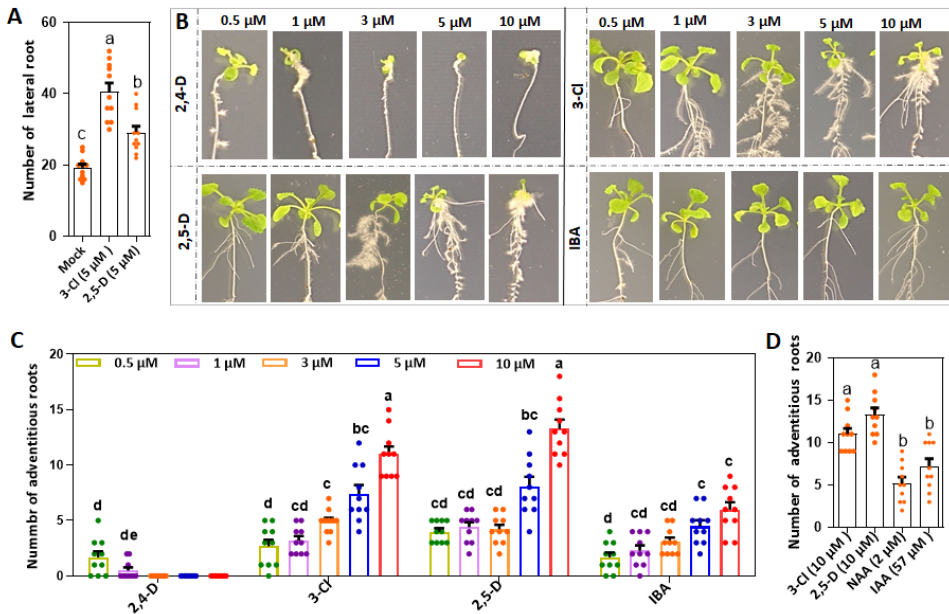 A
Number of lateral root
60
40
20
0
c
a
b
Mock
3-Cl (5 μM )
2,5-D (5 μM)
B
0.5 μM 1 μM 3 μM 5 μM 10 μM
2,4-D
2,5-D
0.5 μM 1 μM 3 μM 5 μM 10 μM
3-Cl
IBA
C
Nummbr of adventitious roots
20
15
10
5
0
0.5 μM 1 μM 3 μM 5 μM 10 μM
d de
d cd c bc a
cd cd cd bc a
d cd cd cd c
2,4-D 3-Cl 2,5-D IBA
D
Number of adventitious roots
20
15
10
5
0
a a b b
3-Cl (10 μM )
2,5-D (10 μM)
NAA (2 μM)
IAA (57 μM )